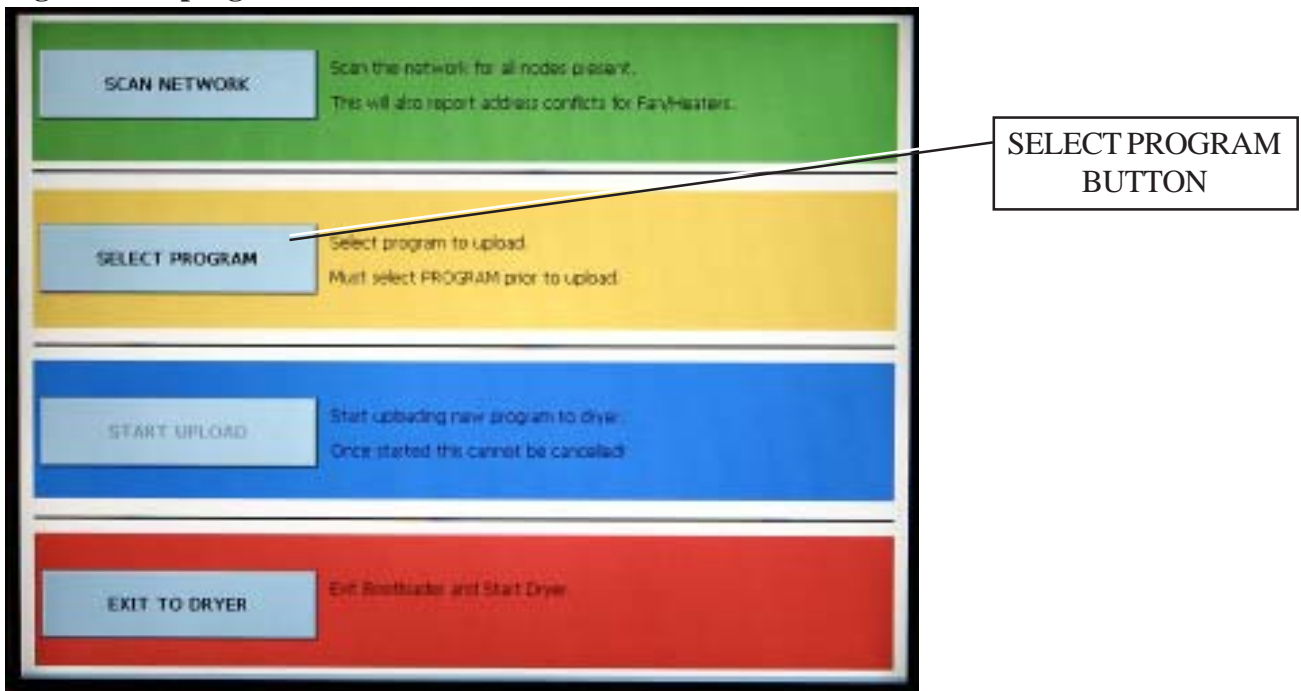 SCAN NETWORK
Scan the network for all nodes present.
This will also report address conflicts for Fan/Heaters.
SELECT PROGRAM
BUTTON
SELECT PROGRAM
Select program to upload.
Must select PROGRAM prior to upload.
START UPLOAD
Start uploading new program to dryer.
Once started this cannot be cancelled!
EXIT TO DRYER
Exit Bootloader and Start Dryer.